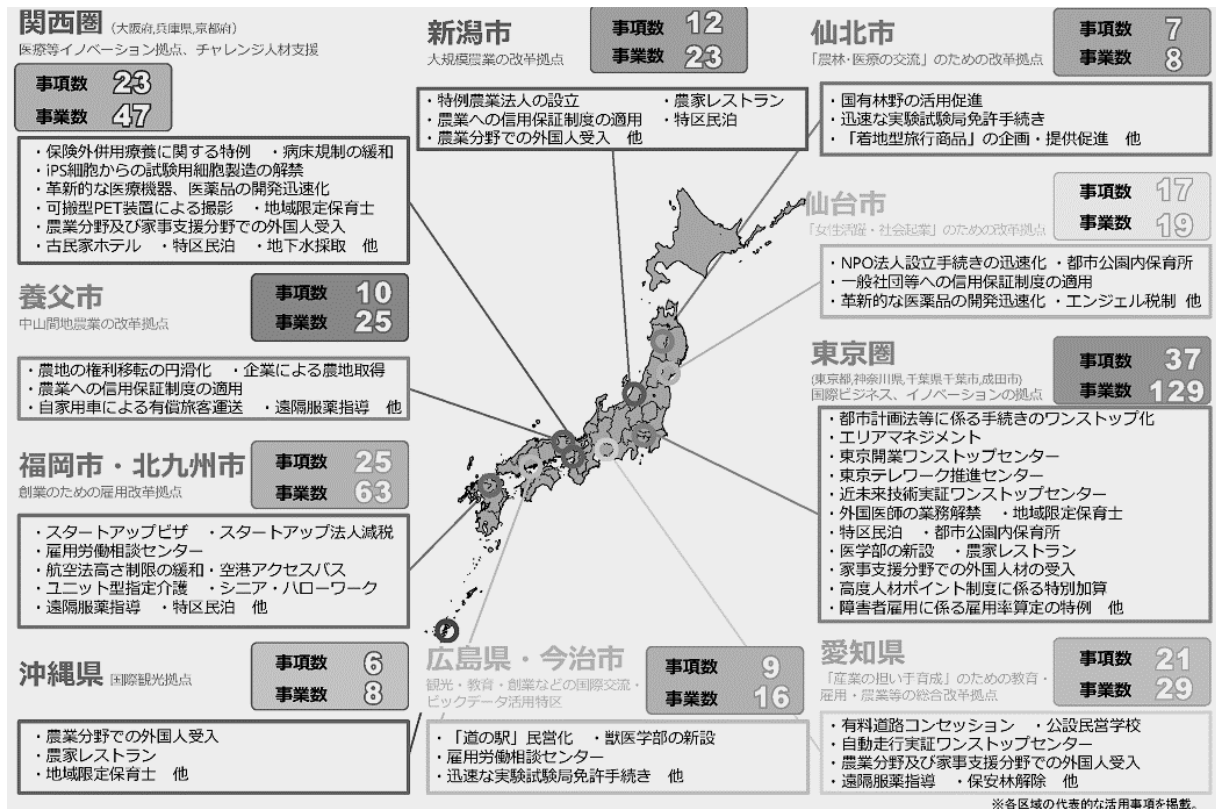 関西圏 (大阪府,兵庫県,京都府)
医療等イノベーション拠点、チャレンジ人材支援
事項数 23
事業数 47
・保険外併用療養に関する特例 ・病床規制の緩和
・iPS細胞からの試験用細胞製造の解禁
・革新的な医療機器、医薬品の開発迅速化
・可搬型PET装置による撮影 ・地域限定保育士
・農業分野及び家事支援分野での外国人受入
・古民家ホテル ・特区民泊 ・地下水採取 他
新潟市
大規模農業の改革拠点
事項数 12
事業数 23
・特例農業法人の設立 ・農家レストラン
・農業への信用保証制度の適用 ・特区民泊
・農業分野での外国人受入 他
仙北市
「農林・医療の交流」のための改革拠点
事項数 7
事業数 8
・国有林野の活用促進
・迅速な実験試験局免許手続き
・「着地型旅行商品」の企画・提供促進 他
仙台市
「女性活躍・社会起業」のための改革拠点
事項数 17
事業数 19
・NPO法人設立手続きの迅速化 ・都市公園内保育所
・一般社団等への信用保証制度の適用
・革新的な医薬品の開発迅速化 ・エンジェル税制 他
養父市
中山間地農業の改革拠点
事項数 10
事業数 25
・農地の権利移転の円滑化 ・企業による農地取得
・農業への信用保証制度の適用
・自家用車による有償旅客運送 ・遠隔服薬指導 他
東京圏
(東京都,神奈川県,千葉県千葉市,成田市)
国際ビジネス、イノベーションの拠点
事項数 37
事業数 129
・都市計画法等に係る手続きのワンストップ化
・エリアマネジメント
・東京開業ワンストップセンター
・東京テレワーク推進センター
・近未来技術実証ワンストップセンター
・外国医師の業務解禁 ・地域限定保育士
・特区民泊 ・都市公園内保育所
・医学部の新設 ・農家レストラン
・家事支援分野での外国人材の受入
・高度人材ポイント制度に係る特別加算
・障害者雇用に係る雇用率算定の特例 他
福岡市・北九州市
創業のための雇用改革拠点
事項数 25
事業数 63
・スタートアップビザ ・スタートアップ法人減税
・雇用労働相談センター
・航空法高さ制限の緩和・空港アクセスバス
・ユニット型指定介護 ・シニア・ハローワーク
・遠隔服薬指導 ・特区民泊 他
沖縄県 国際観光拠点
事項数 6
事業数 8
・農業分野での外国人受入
・農家レストラン
・地域限定保育士 他
広島県・今治市
観光・教育・創業などの国際交流・
ビックデータ活用特区
事項数 9
事業数 16
・「道の駅」民営化 ・獣医学部の新設
・雇用労働相談センター
・迅速な実験試験局免許手続き 他
愛知県
「産業の担い手育成」のための教育・
雇用・農業等の総合改革拠点
事項数 21
事業数 29
・有料道路コンセッション ・公設民営学校
・自動走行実証ワンストップセンター
・農業分野及び家事支援分野での外国人受入
・遠隔服薬指導 ・保安林解除 他
※各区域の代表的な活用事項を掲載。